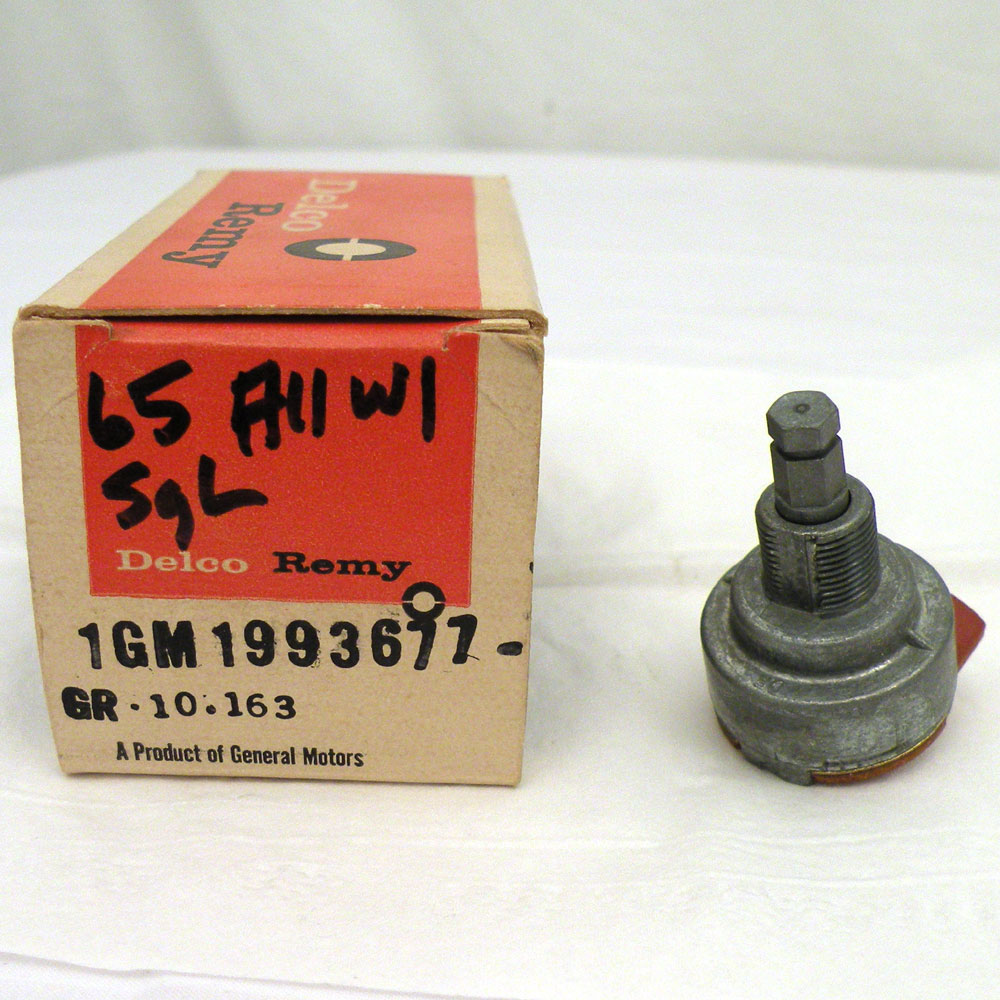 Delco
Remy
65 All w/
SgL
Delco Remy
1GM 1993677-
GR·10.163
A Product of General Motors